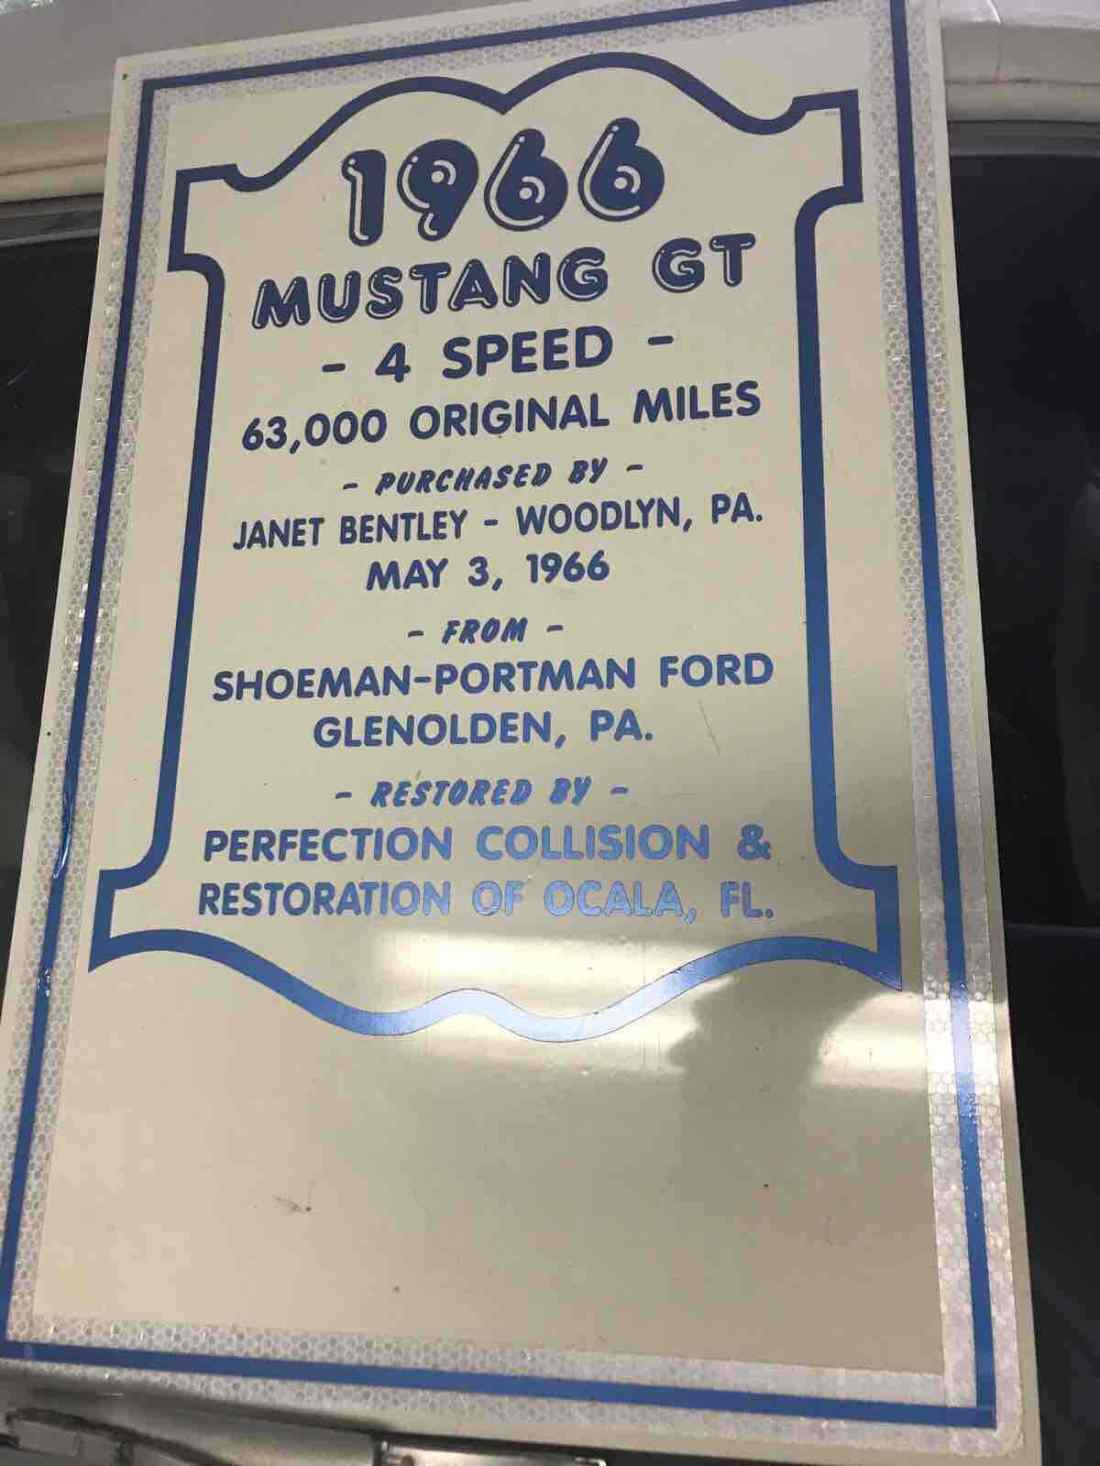 1966
MUSTANG GT
- 4 SPEED -
63,000 ORIGINAL MILES
- PURCHASED BY -
JANET BENTLEY - WOODLYN, PA.
MAY 3, 1966
- FROM -
SHOEMAN-PORTMAN FORD
GLENOLDEN, PA.
- RESTORED BY -
PERFECTION COLLISION &
RESTORATION OF OCALA, FL.